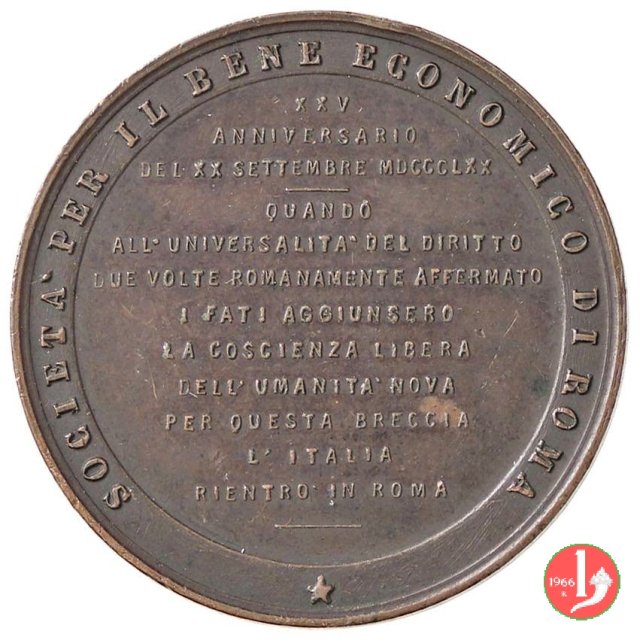 SOCIETA' PER IL BENE ECONOMICO DI ROMA
XXV
ANNIVERSARIO
DEL XX SETTEMBRE MDCCCLXX
QUANDO
ALL' UNIVERSALITA' DEL DIRITTO
DUE VOLTE ROMANAMENTE AFFERMATO
I FATI AGGIUNSERO
LA COSCIENZA LIBERA
DELL' UMANITA' NOVA
PER QUESTA BRECCIA
L' ITALIA
RIENTRO' IN ROMA
1966